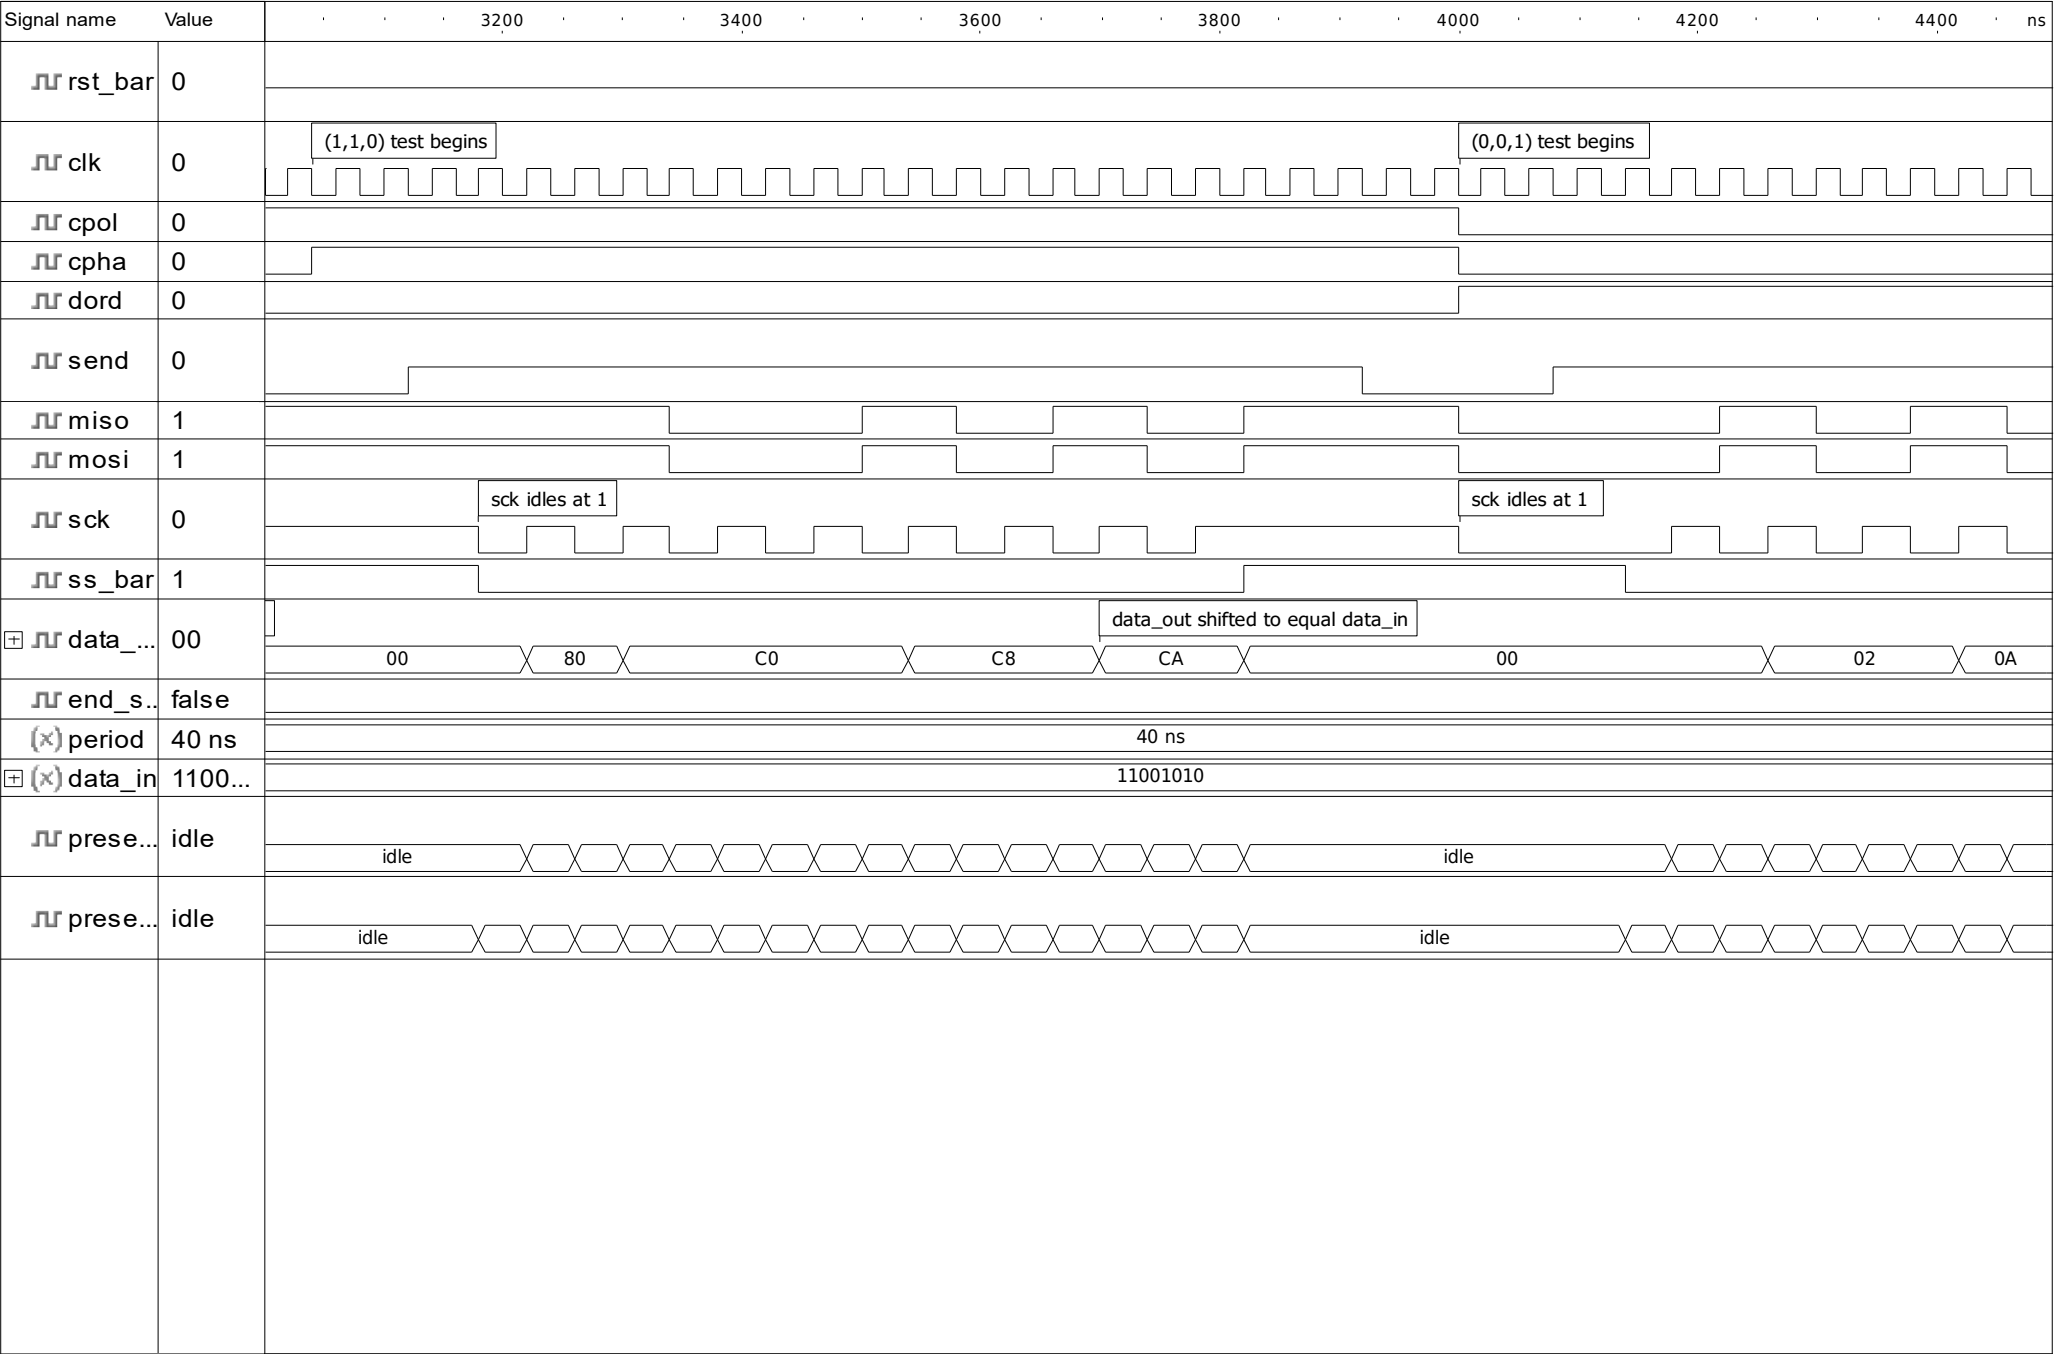 Signal name Value 3200 3400 3600 3800 4000 4200 4400 ns
rst_bar 0
(1,1,0) test begins (0,0,1) test begins
clk 0
cpol 0
cpha 0
dord 0
send 0
miso 1
mosi 1
sck idles at 1 sck idles at 1
sck 0
ss_bar 1
data_out shifted to equal data_in
data_... 00
00 80 C0 C8 CA 00 02 0A
end_s.. false
period 40 ns 40 ns
data_in 1100... 11001010
prese... idle
idle idle
prese... idle
idle idle